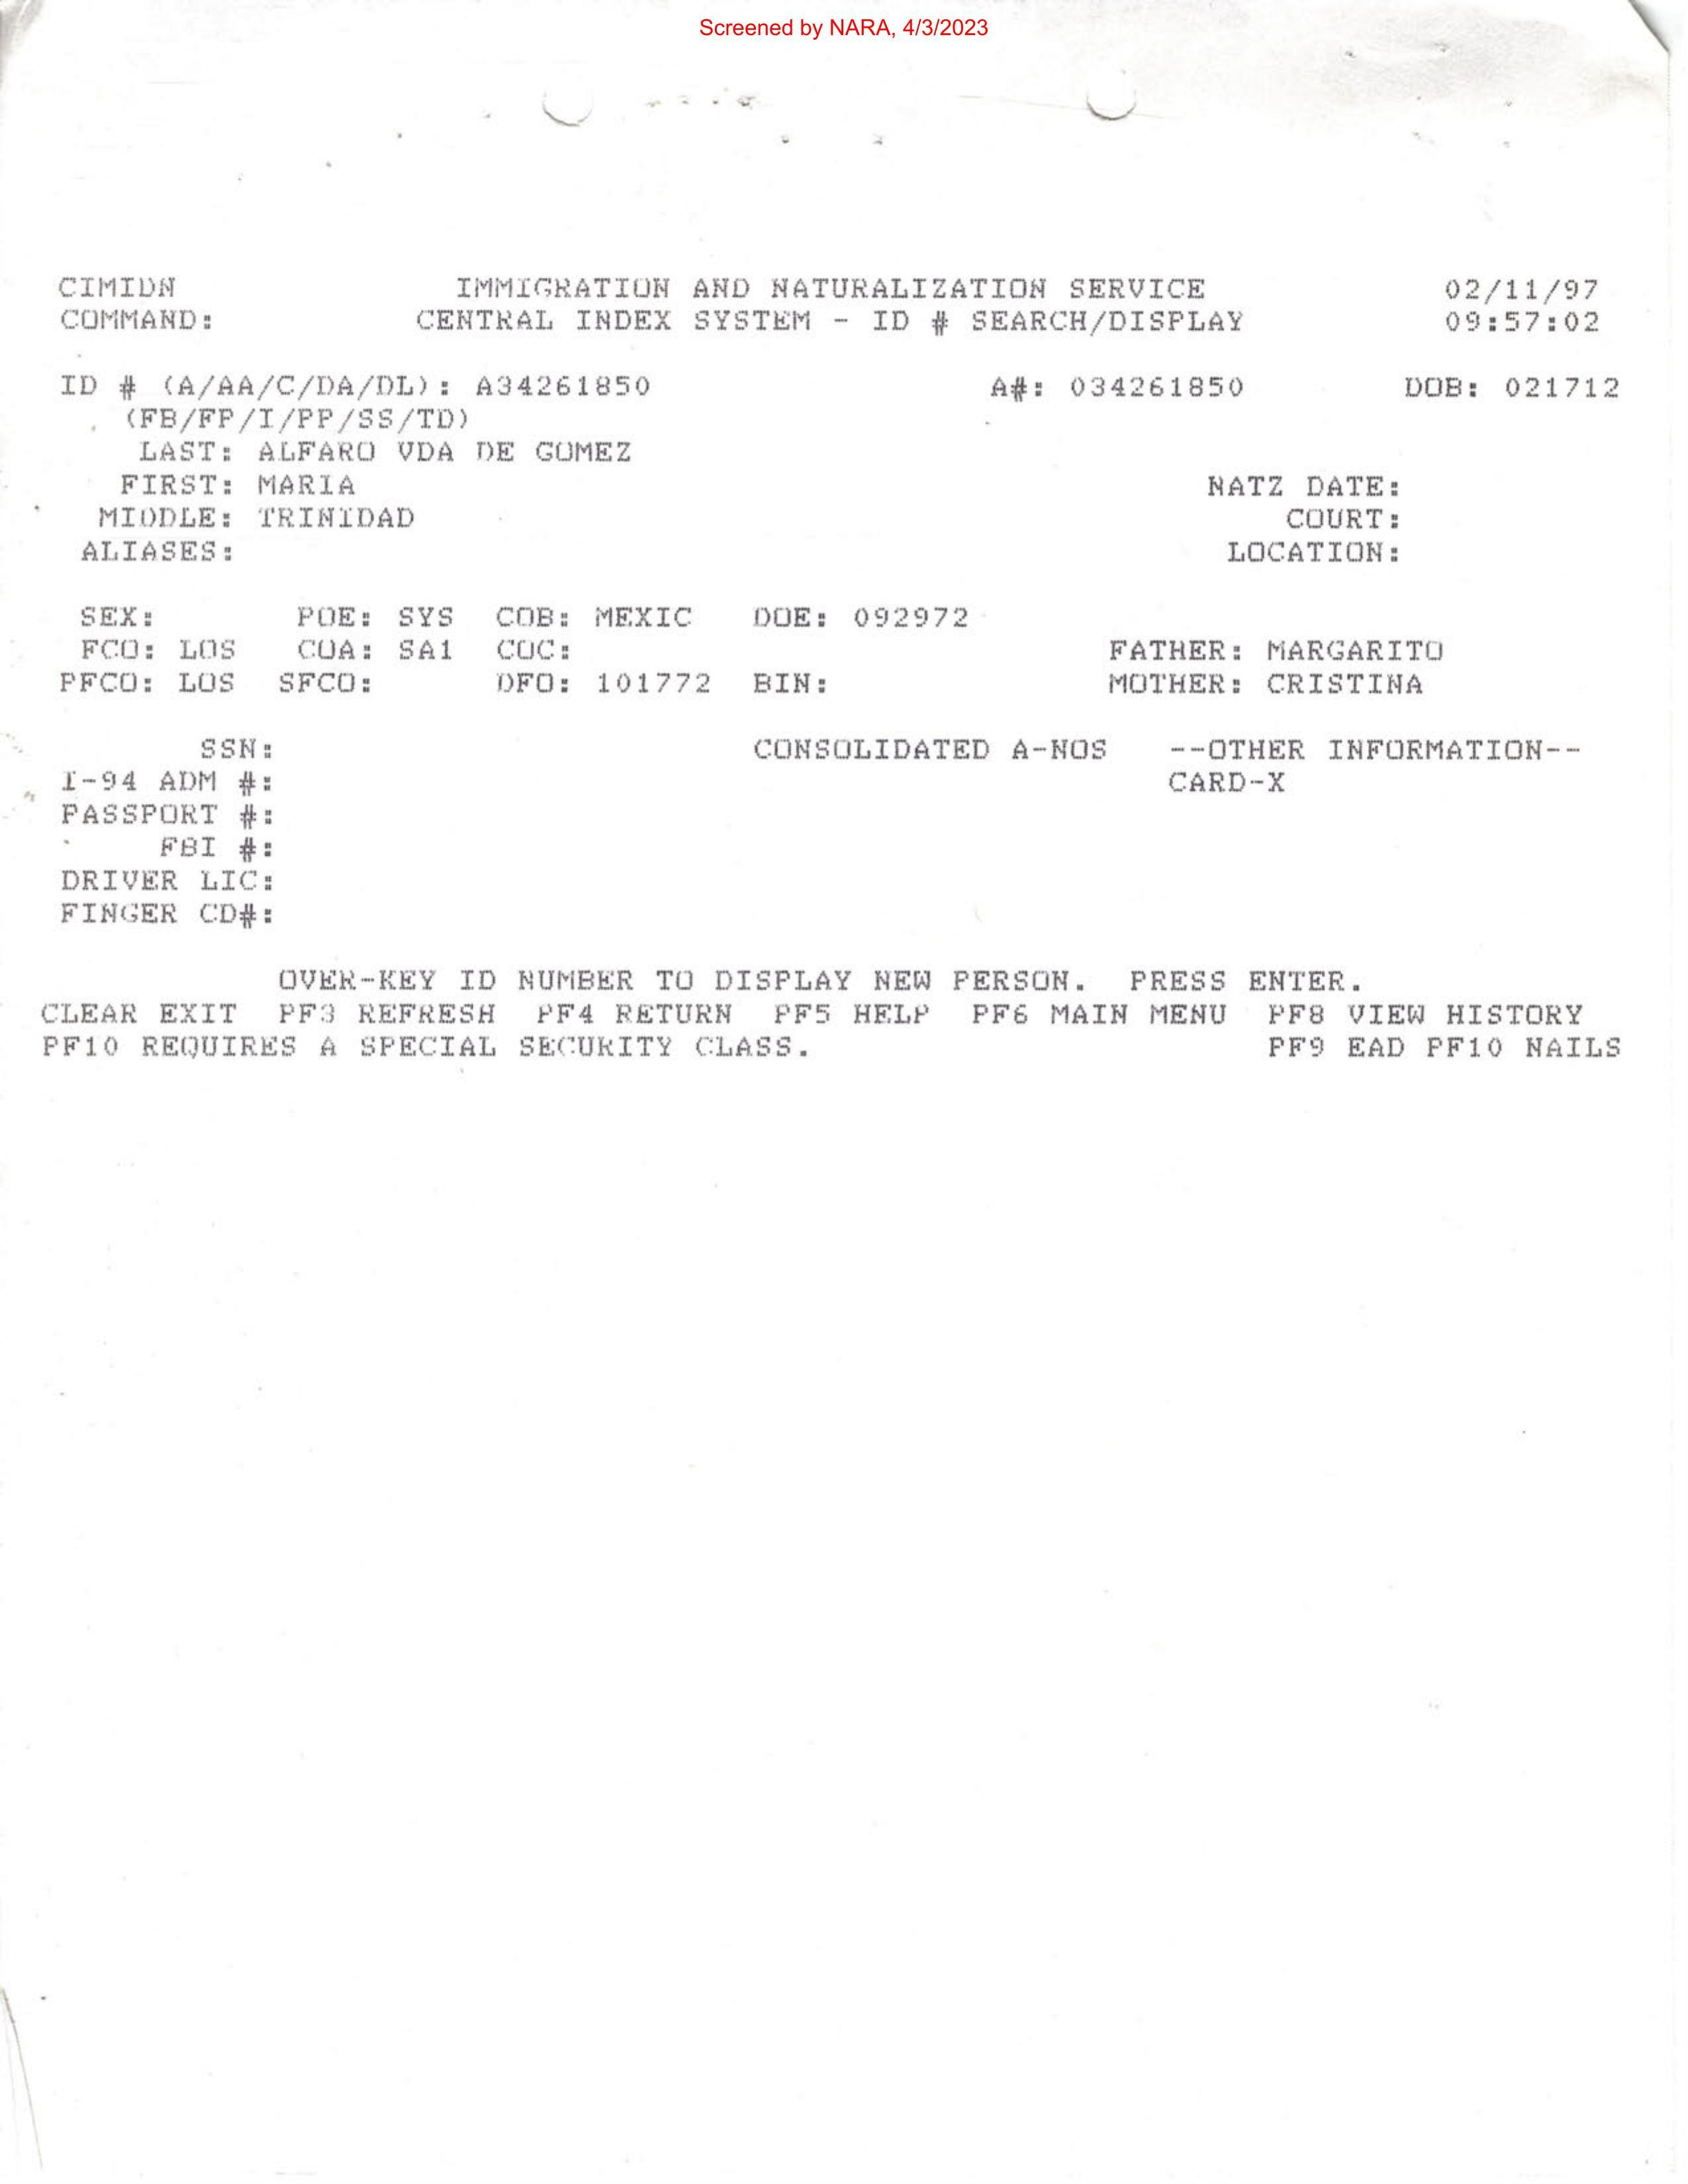 Screened by NARA, 4/3/2023
CIMIDN IMMIGRATION AND NATURALIZATION SERVICE 02/11/97
COMMAND: CENTRAL INDEX SYSTEM - ID # SEARCH/DISPLAY 09:57:02
ID # (A/AA/C/DA/DL): A34261850 A#: 034261850 DOB: 021712
(FB/FP/I/PP/SS/TD)
LAST: ALFARO VDA DE GOMEZ
FIRST: MARIA NATZ DATE:
MIDDLE: TRINIDAD COURT:
ALIASES: LOCATION:
SEX: POE: SYS COB: MEXIC DOE: 092972
FCO: LOS COA: SA1 COC: FATHER: MARGARITO
PFCO: LOS SFCO: DFO: 101772 BIN: MOTHER: CRISTINA
SSN: CONSOLIDATED A-NOS --OTHER INFORMATION--
I-94 ADM #: CARD-X
PASSPORT #:
FBI #:
DRIVER LIC:
FINGER CD#:
OVER-KEY ID NUMBER TO DISPLAY NEW PERSON. PRESS ENTER.
CLEAR EXIT PF3 REFRESH PF4 RETURN PF5 HELP PF6 MAIN MENU PF8 VIEW HISTORY
PF10 REQUIRES A SPECIAL SECURITY CLASS. PF9 EAD PF10 NAILS